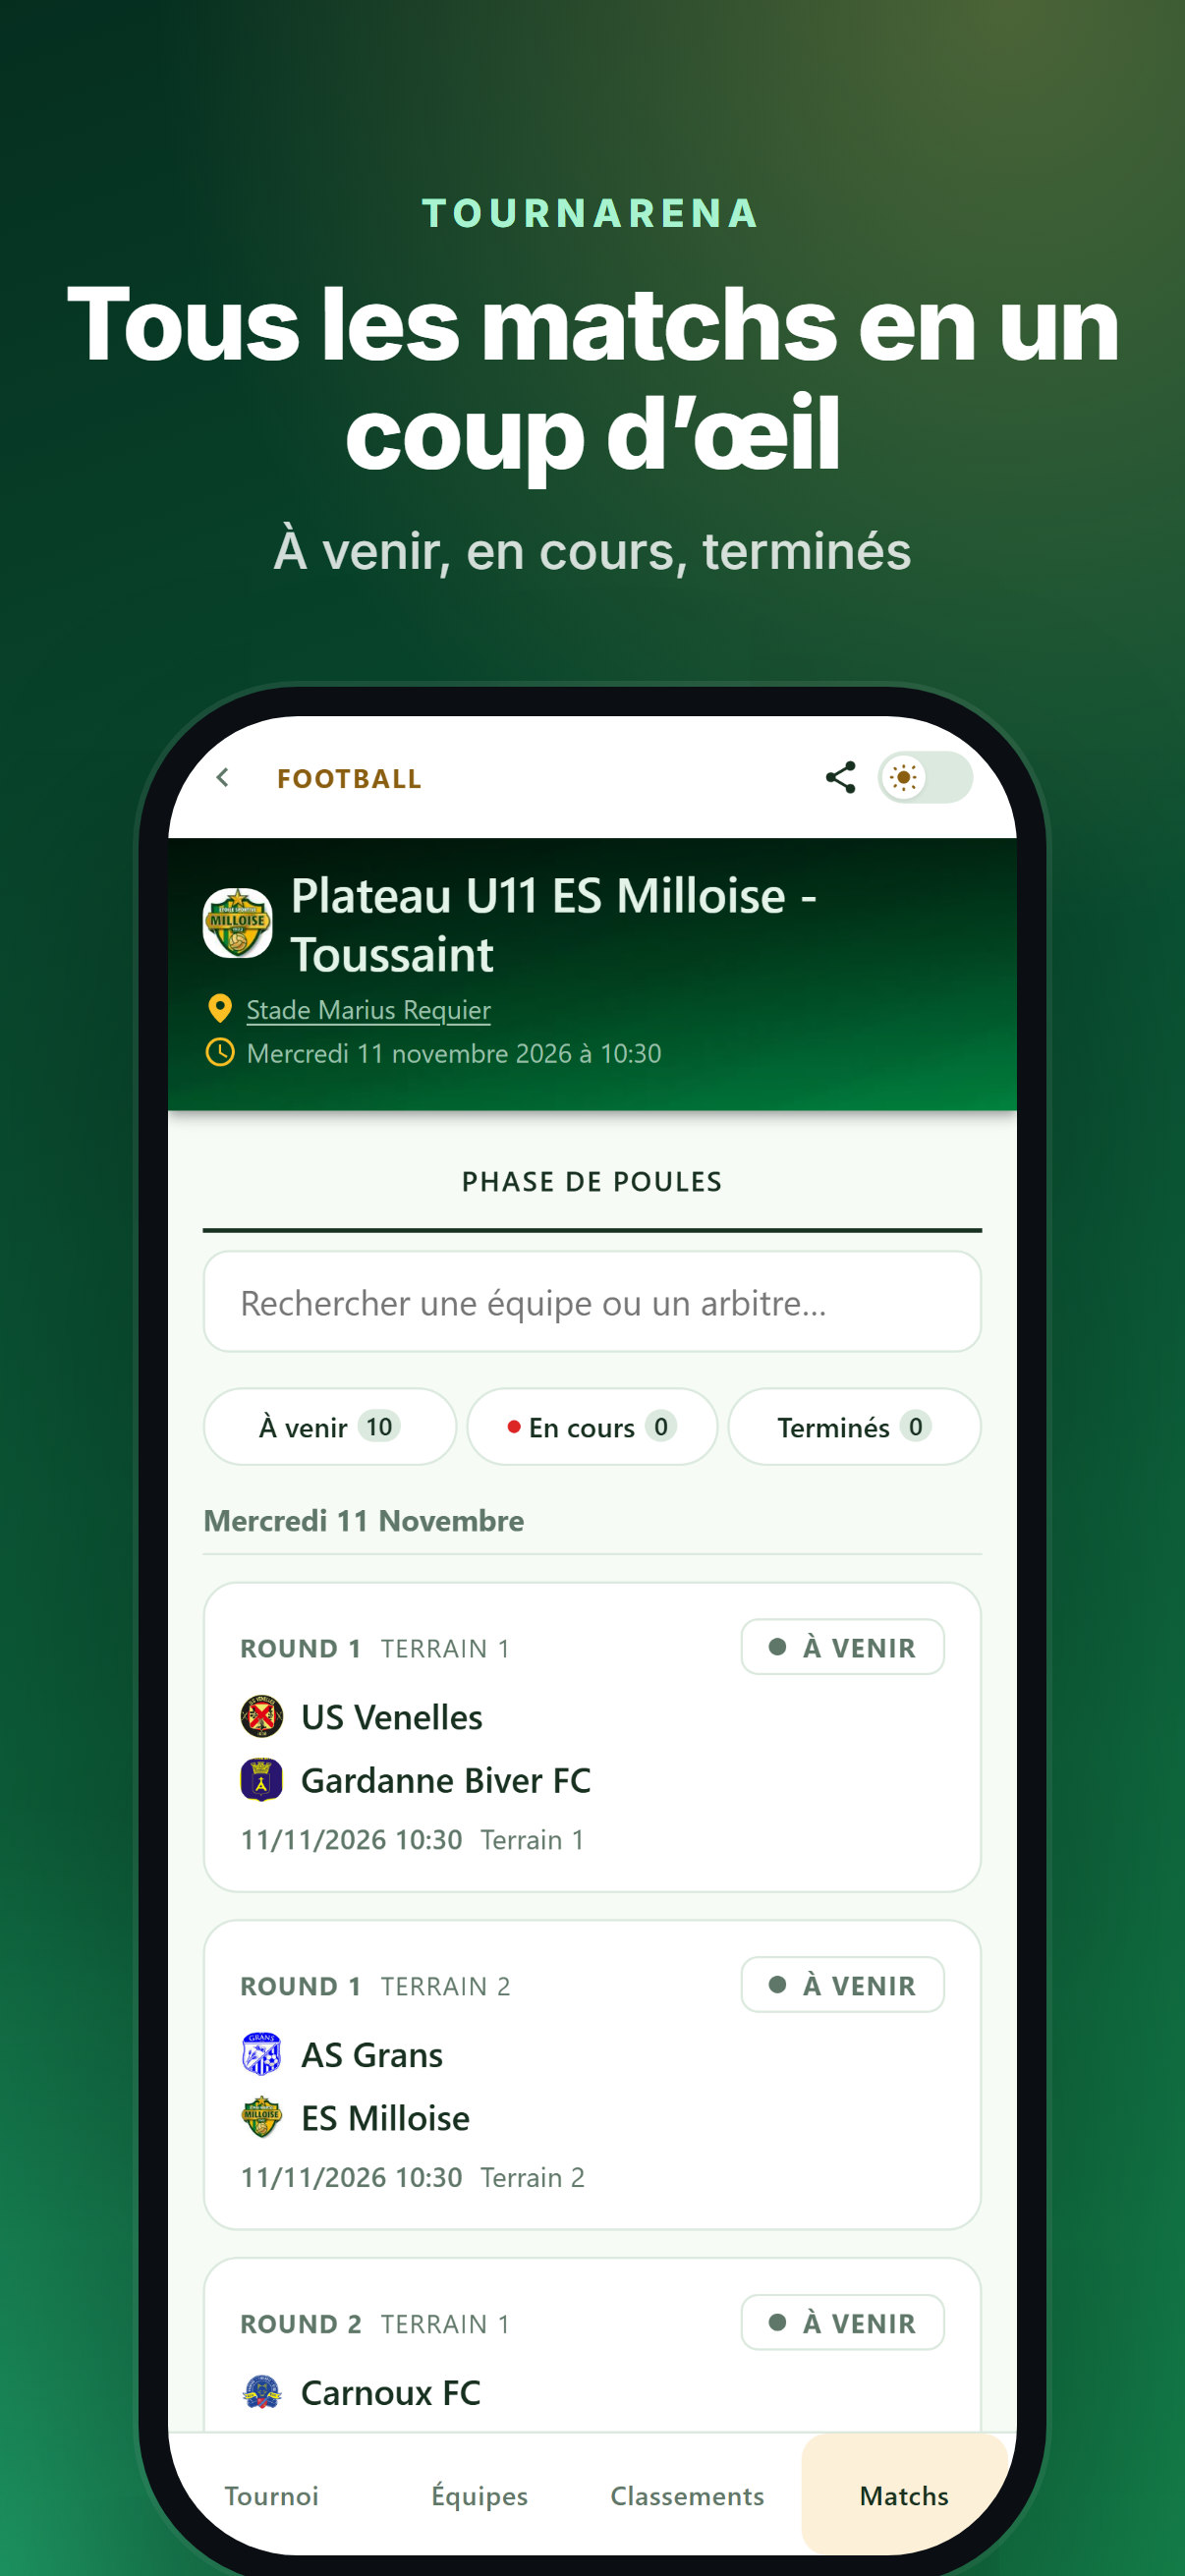 TOURNARENA
Tous les matchs en un
coup d’œil
À venir, en cours, terminés
FOOTBALL
Plateau U11 ES Milloise -
Toussaint
Stade Marius Requier
Mercredi 11 novembre 2026 à 10:30
PHASE DE POULES
Rechercher une équipe ou un arbitre...
À venir 10 En cours 0 Terminés 0
Mercredi 11 Novembre
ROUND 1 TERRAIN 1 À VENIR
US Venelles
Gardanne Biver FC
11/11/2026 10:30 Terrain 1
ROUND 1 TERRAIN 2 À VENIR
GRANS
AS Grans
MILLOISE
ES Milloise
11/11/2026 10:30 Terrain 2
ROUND 2 TERRAIN 1 À VENIR
Carnoux FC
Tournoi Équipes Classements Matchs